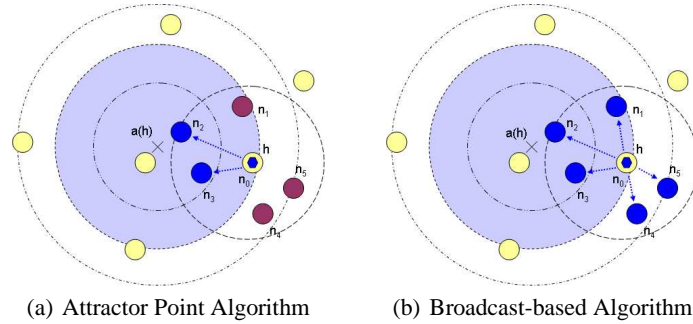 n₁
n₂
a(h)
h
n₀
n₃
n₅
n₄
n₁
n₂
a(h)
h
n₀
n₃
n₅
n₄
(a) Attractor Point Algorithm
(b) Broadcast-based Algorithm